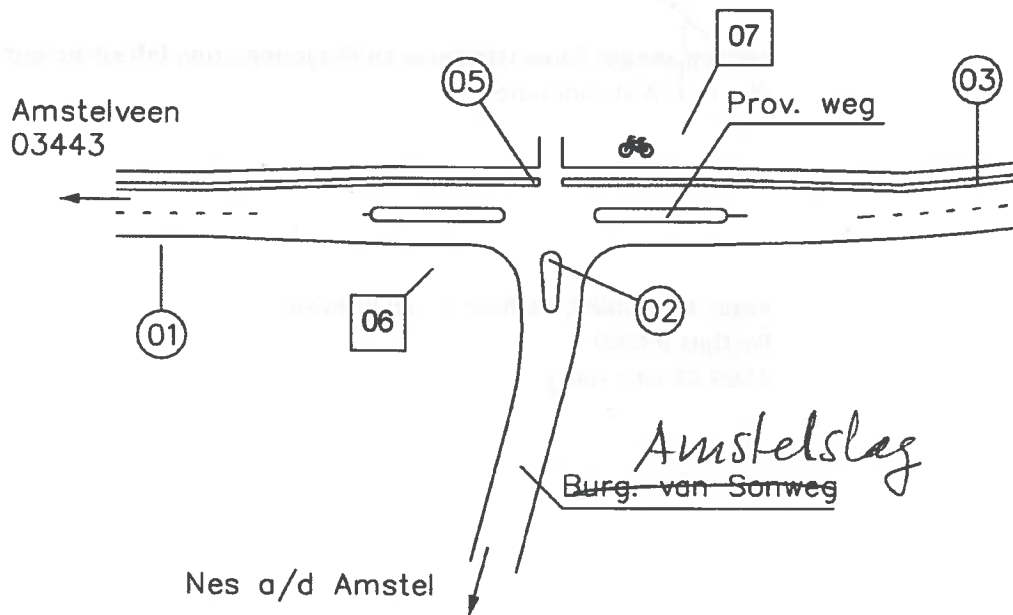 07
05
03
Amstelveen
03443
Prov. weg
01
06
02
Amstelslag
Burg. van Sonweg
Nes a/d Amstel